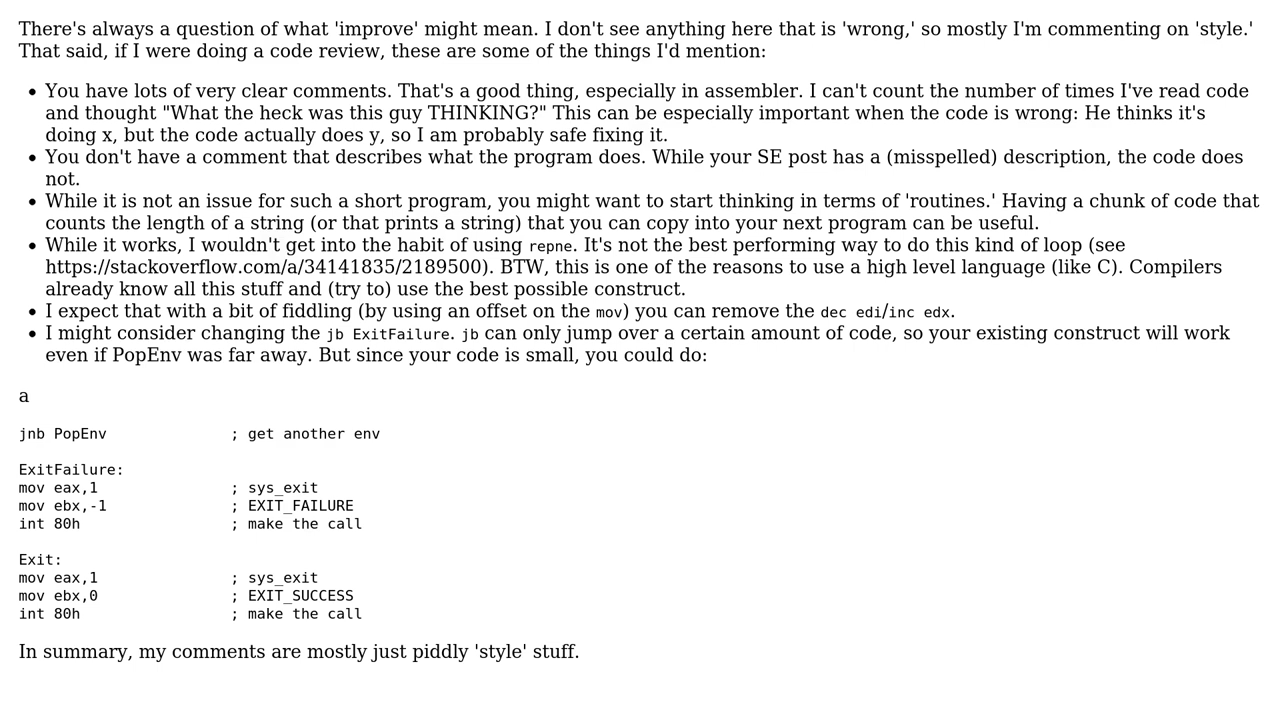 There's always a question of what 'improve' might mean. I don't see anything here that is 'wrong,' so mostly I'm commenting on 'style.'
That said, if I were doing a code review, these are some of the things I'd mention:
• You have lots of very clear comments. That's a good thing, especially in assembler. I can't count the number of times I've read code
and thought "What the heck was this guy THINKING?" This can be especially important when the code is wrong: He thinks it's
doing x, but the code actually does y, so I am probably safe fixing it.
• You don't have a comment that describes what the program does. While your SE post has a (misspelled) description, the code does
not.
• While it is not an issue for such a short program, you might want to start thinking in terms of 'routines.' Having a chunk of code that
counts the length of a string (or that prints a string) that you can copy into your next program can be useful.
• While it works, I wouldn't get into the habit of using repne. It's not the best performing way to do this kind of loop (see
https://stackoverflow.com/a/34141835/2189500). BTW, this is one of the reasons to use a high level language (like C). Compilers
already know all this stuff and (try to) use the best possible construct.
• I expect that with a bit of fiddling (by using an offset on the mov) you can remove the dec edi/inc edx.
• I might consider changing the jb ExitFailure. jb can only jump over a certain amount of code, so your existing construct will work
even if PopEnv was far away. But since your code is small, you could do:
a
jnb PopEnv              ; get another env
ExitFailure:
mov eax,1               ; sys_exit
mov ebx,-1              ; EXIT_FAILURE
int 80h                 ; make the call
Exit:
mov eax,1               ; sys_exit
mov ebx,0               ; EXIT_SUCCESS
int 80h                 ; make the call
In summary, my comments are mostly just piddly 'style' stuff.